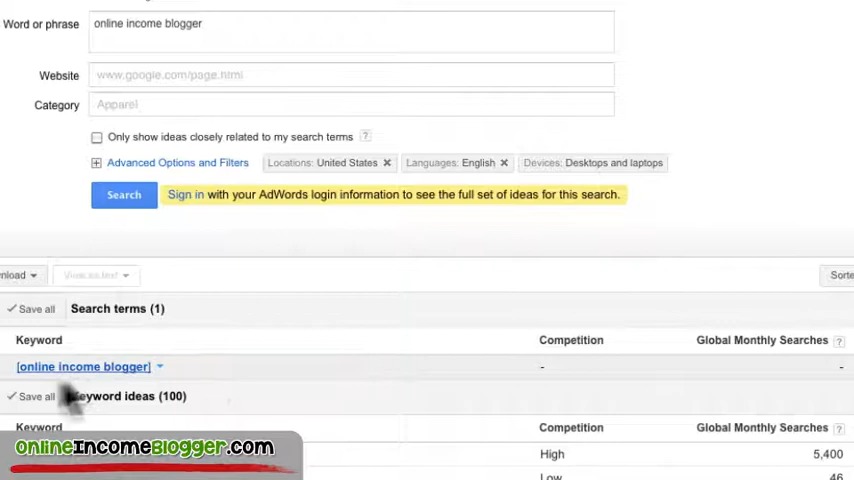 Word or phrase online income blogger
Website www.google.com/page.html
Category Apparel
Only show ideas closely related to my search terms ?
Advanced Options and Filters Locations: United States × Languages: English × Devices: Desktops and laptops
Search Sign in with your AdWords login information to see the full set of ideas for this search.
nload View as text Sorte
Save all Search terms (1)
Keyword Competition Global Monthly Searches ?
[online income blogger] - -
Save all Keyword ideas (100)
Keyword Competition Global Monthly Searches ?
High 5,400
Low 46
OnlineIncomeBlogger.com